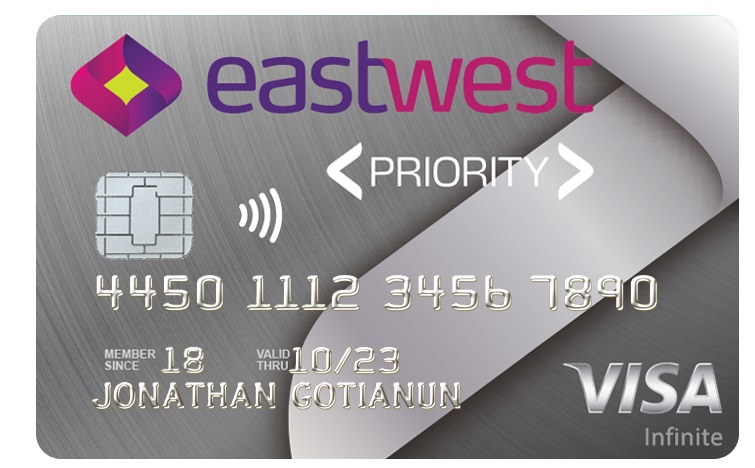 eastwest
<PRIORITY>
4450 1112 3456 7890
MEMBER SINCE 18 VALID THRU 10/23
JONATHAN GOTIANUN
VISA
Infinite